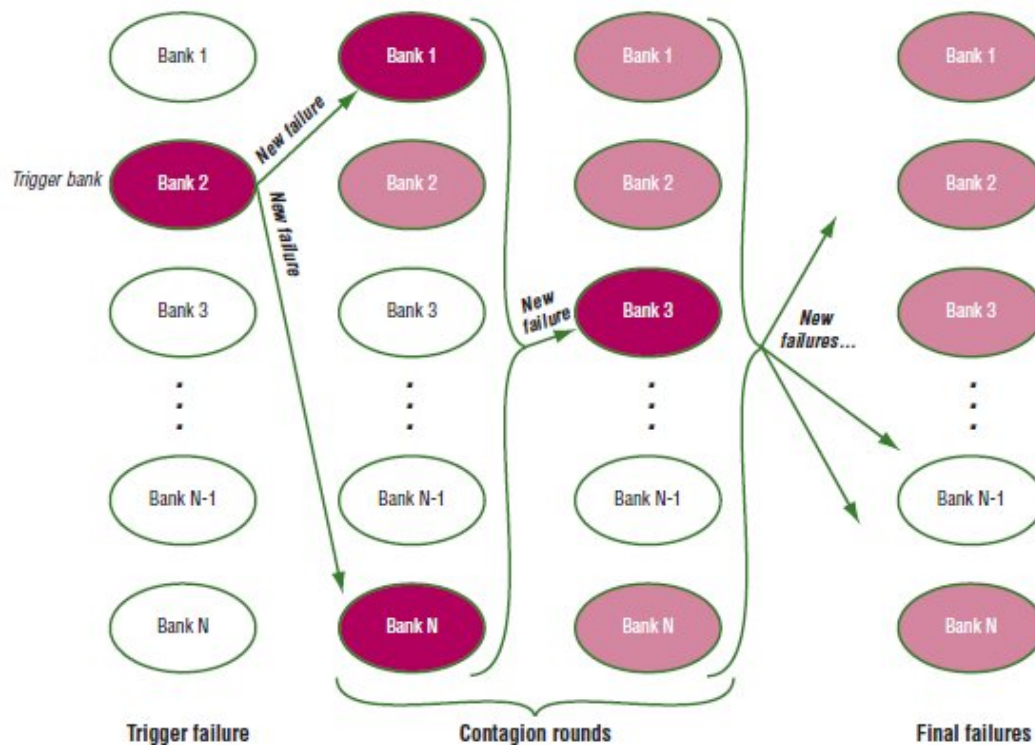 Bank 1
Bank 1
Bank 1
Bank 1
New failure
Trigger bank
Bank 2
Bank 2
Bank 2
Bank 2
New failure
Bank 3
Bank 3
Bank 3
Bank 3
New
failure
New
failures...
Bank N-1
Bank N-1
Bank N-1
Bank N-1
Bank N
Bank N
Bank N
Bank N
Trigger failure
Contagion rounds
Final failures